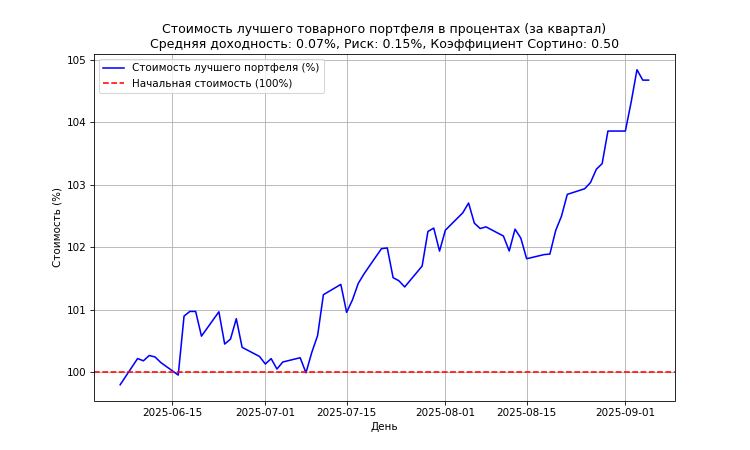 Стоимость лучшего товарного портфеля в процентах (за квартал)
Средняя доходность: 0.07%, Риск: 0.15%, Коэффициент Сортино: 0.50
Стоимость лучшего портфеля (%)
Начальная стоимость (100%)
Стоимость (%)
105
104
103
102
101
100
2025-06-15
2025-07-01
2025-07-15
2025-08-01
2025-08-15
2025-09-01
День